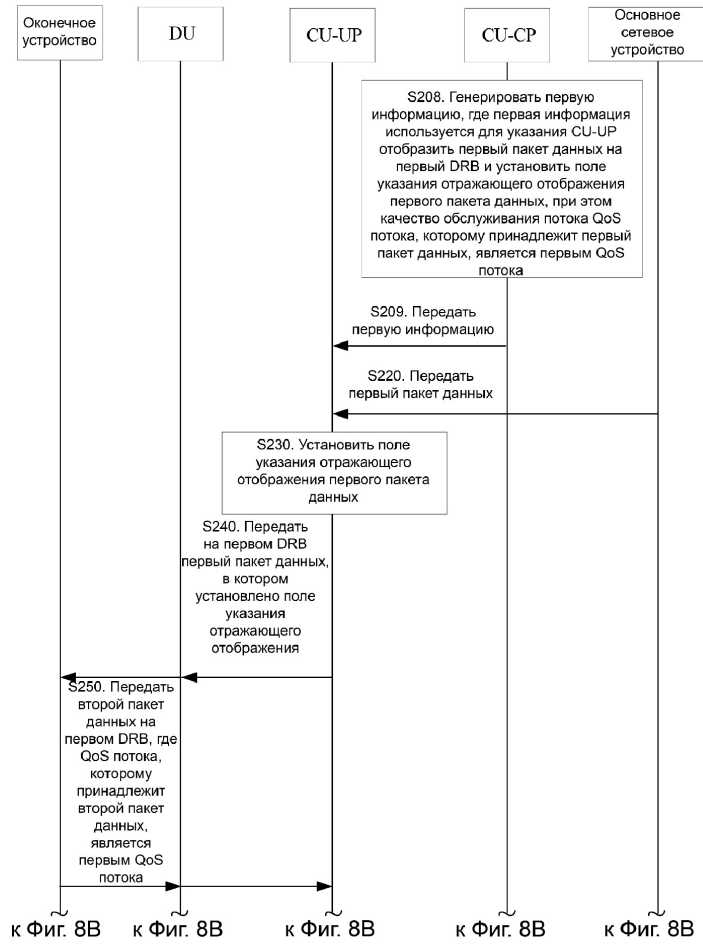 Оконечное
устройство
DU
CU-UP
CU-CP
Основное
сетевое
устройство
S208. Генерировать первую
информацию, где первая информация
используется для указания CU-UP
отобразить первый пакет данных на
первый DRB и установить поле
указания отражающего отображения
первого пакета данных, при этом
качество обслуживания потока QoS
потока, которому принадлежит первый
пакет данных, является первым QoS
потока
S209. Передать
первую информацию
S220. Передать
первый пакет данных
S230. Установить поле
указания отражающего
отображения первого пакета
данных
S240. Передать
на первом DRB
первый пакет данных,
в котором
установлено поле
указания
отражающего
отображения
S250. Передать
второй пакет
данных на
первом DRB, где
QoS потока,
которому
принадлежит
второй пакет
данных,
является
первым QoS
потока
к Фиг. 8В
к Фиг. 8В
к Фиг. 8В
к Фиг. 8В
к Фиг. 8В